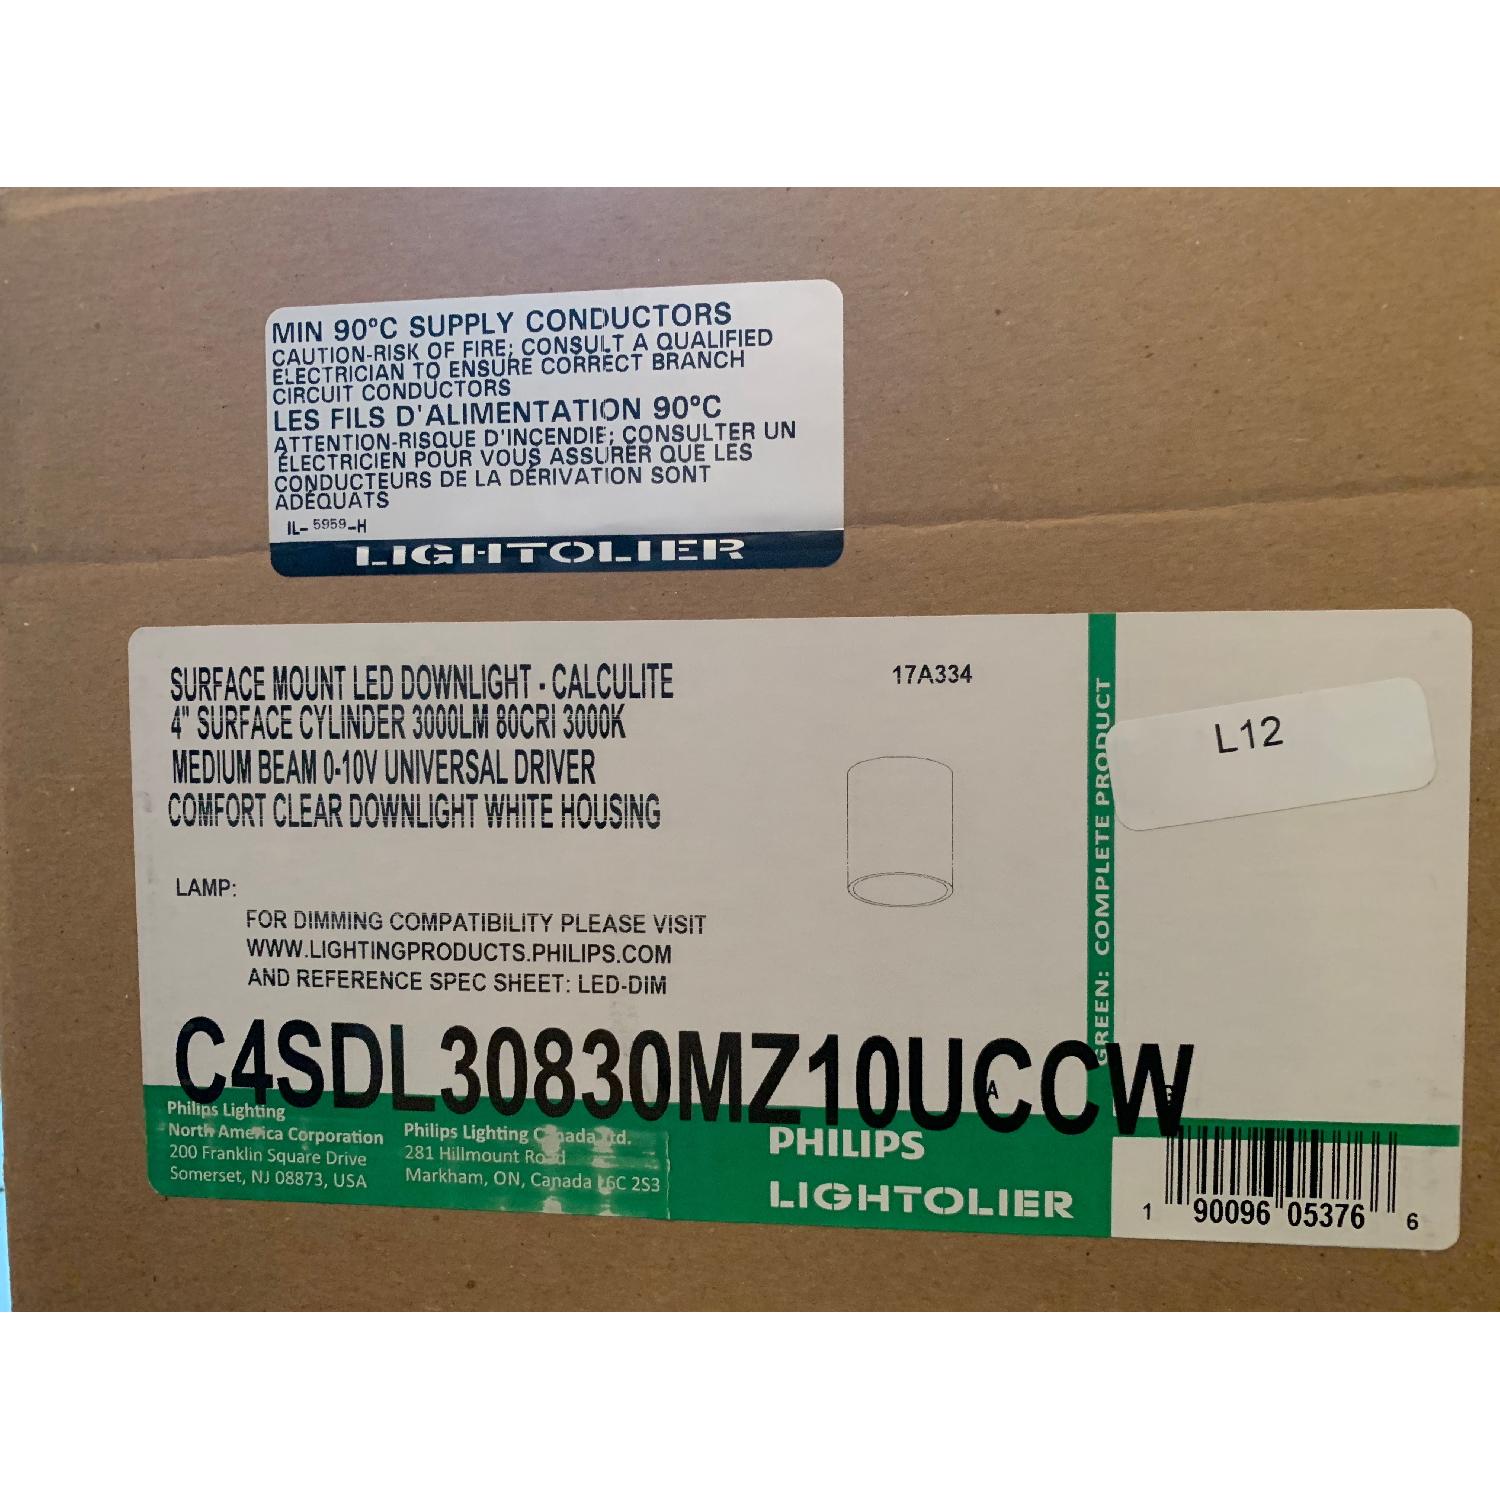 MIN 90°C SUPPLY CONDUCTORS
CAUTION-RISK OF FIRE; CONSULT A QUALIFIED
ELECTRICIAN TO ENSURE CORRECT BRANCH
CIRCUIT CONDUCTORS
LES FILS D'ALIMENTATION 90°C
ATTENTION-RISQUE D'INCENDIE; CONSULTER UN
ÉLECTRICIEN POUR VOUS ASSURER QUE LES
CONDUCTEURS DE LA DÉRIVATION SONT
ADÉQUATS
IL-5959-H
LIGHTOLIER
SURFACE MOUNT LED DOWNLIGHT - CALCULITE
4" SURFACE CYLINDER 3000LM 80CRI 3000K
MEDIUM BEAM 0-10V UNIVERSAL DRIVER
COMFORT CLEAR DOWNLIGHT WHITE HOUSING
17A334
L12
GREEN: COMPLETE PRODUCT
LAMP:
FOR DIMMING COMPATIBILITY PLEASE VISIT
WWW.LIGHTINGPRODUCTS.PHILIPS.COM
AND REFERENCE SPEC SHEET: LED-DIM
C4SDL30830MZ10UCCW
A
Philips Lighting
North America Corporation
200 Franklin Square Drive
Somerset, NJ 08873, USA
Philips Lighting Canada Ltd.
281 Hillmount Road
Markham, ON, Canada L6C 2S3
PHILIPS
LIGHTOLIER
1 90096 05376 6